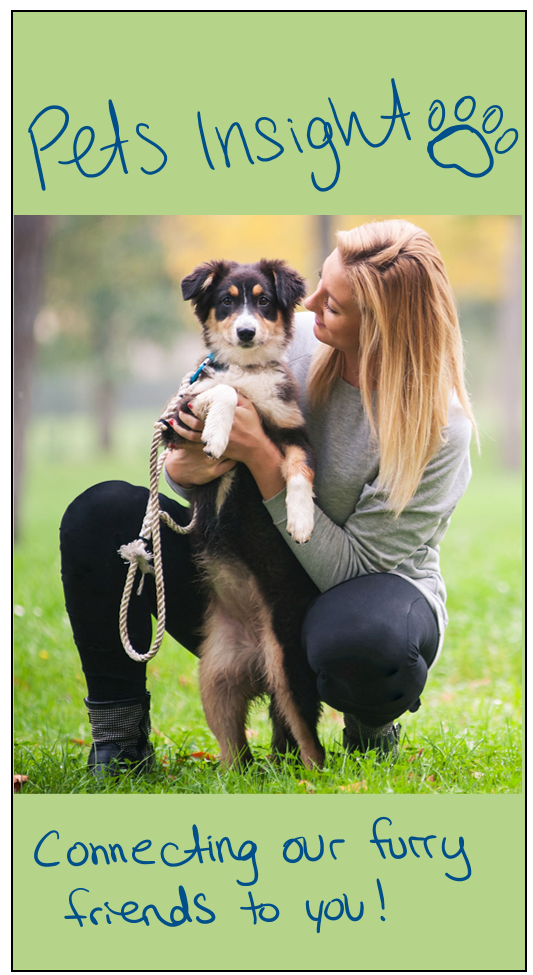 Pets Insight
Connecting our furry
friends to you!